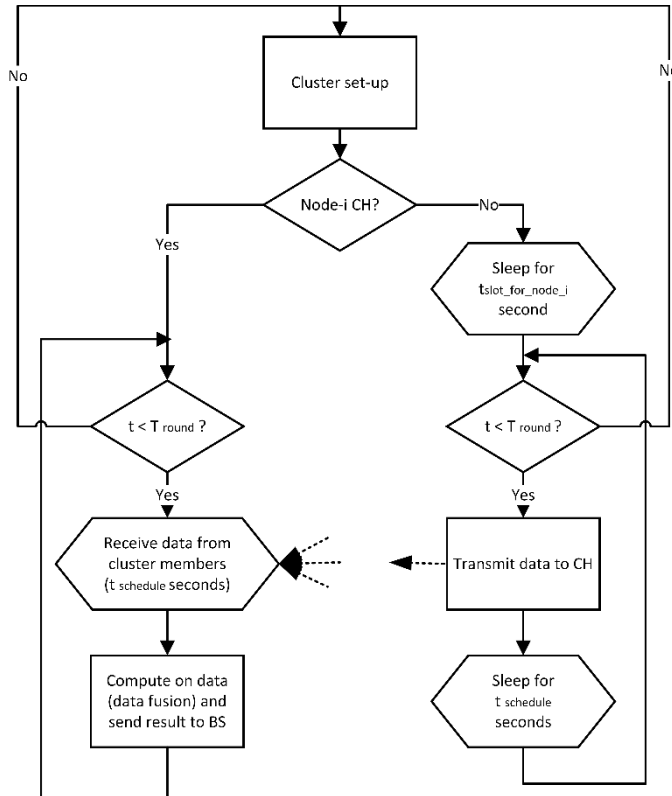 No
No
Cluster set-up
Node-i CH?
No
Yes
Sleep for
tslot_for_node_i
second
t < T round ?
t < T round ?
Yes
Yes
Receive data from
cluster members
(t schedule seconds)
Transmit data to CH
Compute on data
(data fusion) and
send result to BS
Sleep for
t schedule
seconds